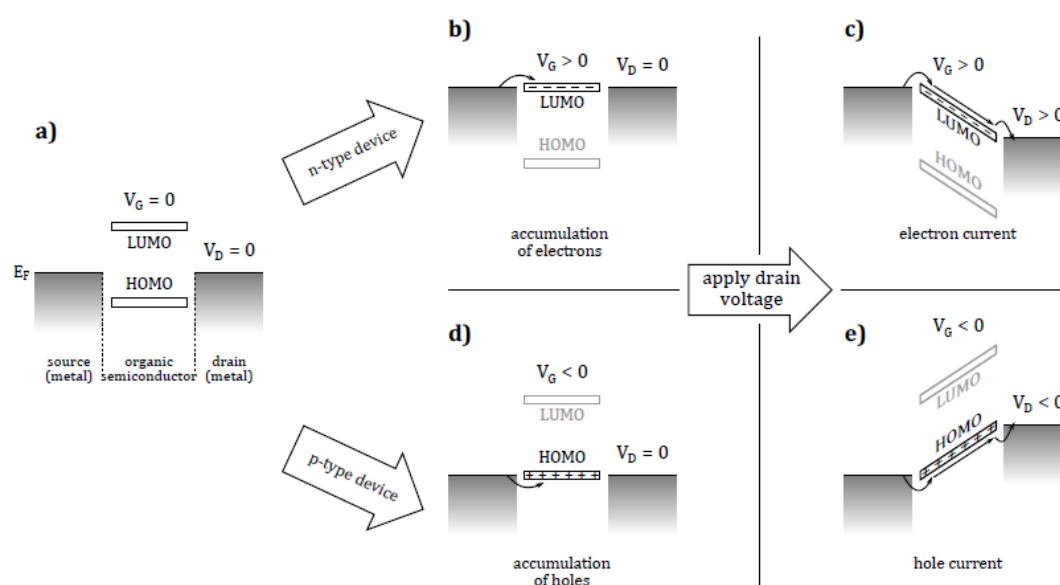 a)
V_G = 0
LUMO
V_D = 0
E_F
HOMO
source
(metal)
organic
semiconductor
drain
(metal)
n-type device
p-type device
b)
V_G > 0
V_D = 0
LUMO
HOMO
accumulation
of electrons
c)
V_G > 0
V_D > 0
LUMO
HOMO
electron current
apply drain
voltage
d)
V_G < 0
LUMO
HOMO
V_D = 0
accumulation
of holes
e)
V_G < 0
LUMO
V_D < 0
HOMO
hole current